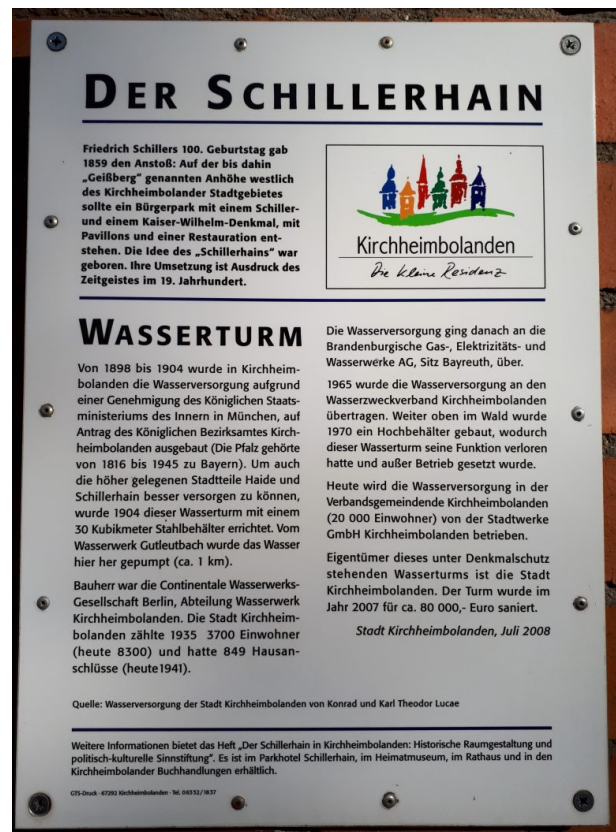 DER SCHILLERHAIN
Friedrich Schillers 100. Geburtstag gab
1859 den Anstoß: Auf der bis dahin
„Geißberg“ genannten Anhöhe westlich
des Kirchheimbolander Stadtgebietes
sollte ein Bürgerpark mit einem Schiller-
und einem Kaiser-Wilhelm-Denkmal, mit
Pavillons und einer Restauration ent-
stehen. Die Idee des „Schillerhains“ war
geboren. Ihre Umsetzung ist Ausdruck des
Zeitgeistes im 19. Jahrhundert.
Kirchheimbolanden
Die kleine Residenz
WASSERTURM
Von 1898 bis 1904 wurde in Kirchheim-
bolanden die Wasserversorgung aufgrund
einer Genehmigung des Königlichen Staats-
ministeriums des Innern in München, auf
Antrag des Königlichen Bezirksamtes Kirch-
heimbolanden ausgebaut (Die Pfalz gehörte
von 1816 bis 1945 zu Bayern). Um auch
die höher gelegenen Stadtteile Haide und
Schillerhain besser versorgen zu können,
wurde 1904 dieser Wasserturm mit einem
30 Kubikmeter Stahlbehälter errichtet. Vom
Wasserwerk Gutleutbach wurde das Wasser
hier her gepumpt (ca. 1 km).
Bauherr war die Continentale Wasserwerks-
Gesellschaft Berlin, Abteilung Wasserwerk
Kirchheimbolanden. Die Stadt Kirchheim-
bolanden zählte 1935 3700 Einwohner
(heute 8300) und hatte 849 Hausan-
schlüsse (heute1941).
Die Wasserversorgung ging danach an die
Brandenburgische Gas-, Elektrizitäts- und
Wasserwerke AG, Sitz Bayreuth, über.
1965 wurde die Wasserversorgung an den
Wasserzweckverband Kirchheimbolanden
übertragen. Weiter oben im Wald wurde
1970 ein Hochbehälter gebaut, wodurch
dieser Wasserturm seine Funktion verloren
hatte und außer Betrieb gesetzt wurde.
Heute wird die Wasserversorgung in der
Verbandsgemeindende Kirchheimbolanden
(20 000 Einwohner) von der Stadtwerke
GmbH Kirchheimbolanden betrieben.
Eigentümer dieses unter Denkmalschutz
stehenden Wasserturms ist die Stadt
Kirchheimbolanden. Der Turm wurde im
Jahr 2007 für ca. 80 000,- Euro saniert.
Stadt Kirchheimbolanden, Juli 2008
Quelle: Wasserversorgung der Stadt Kirchheimbolanden von Konrad und Karl Theodor Lucae
Weitere Informationen bietet das Heft „Der Schillerhain in Kirchheimbolanden: Historische Raumgestaltung und
politisch-kulturelle Sinnstiftung“. Es ist im Parkhotel Schillerhain, im Heimatmuseum, im Rathaus und in den
Kirchheimbolander Buchhandlungen erhältlich.
GTS-Druck · 67292 Kirchheimbolanden · Tel. 06352/1837